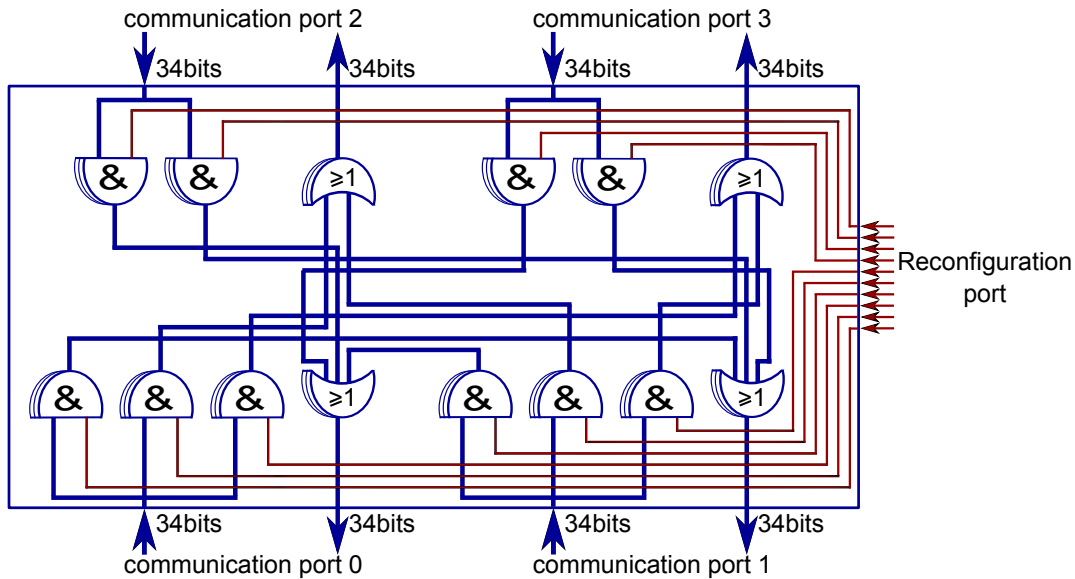 communication port 2 communication port 3
34bits 34bits 34bits 34bits
& & ≥1 & & ≥1
Reconfiguration
port
& & & ≥1 & & & ≥1
34bits 34bits 34bits 34bits
communication port 0 communication port 1